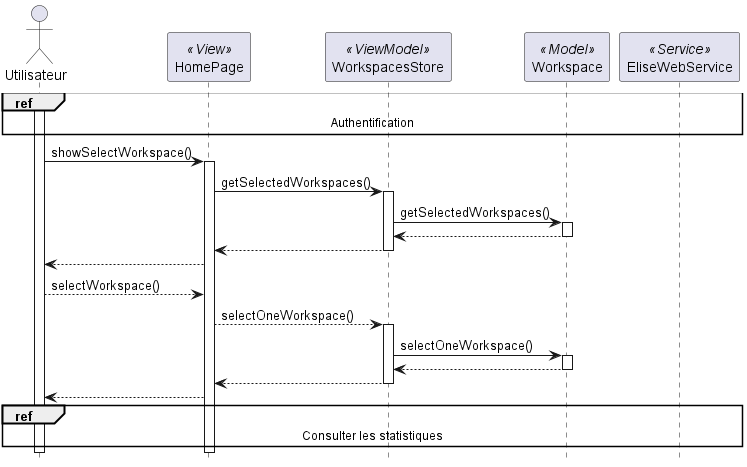 Utilisateur
«View»
HomePage
«ViewModel»
WorkspacesStore
«Model»
Workspace
«Service»
EliseWebService
ref
Authentification
showSelectWorkspace()
getSelectedWorkspaces()
getSelectedWorkspaces()
selectWorkspace()
selectOneWorkspace()
selectOneWorkspace()
ref
Consulter les statistiques